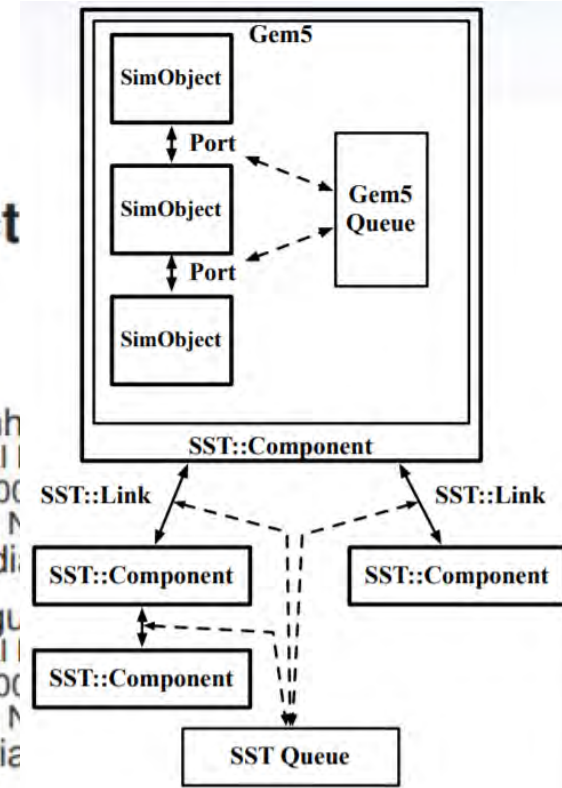 Gem5
SimObject
Port
SimObject
Gem5
Queue
Port
SimObject
SST::Component
SST::Link
SST::Link
SST::Component
SST::Component
SST::Component
SST Queue